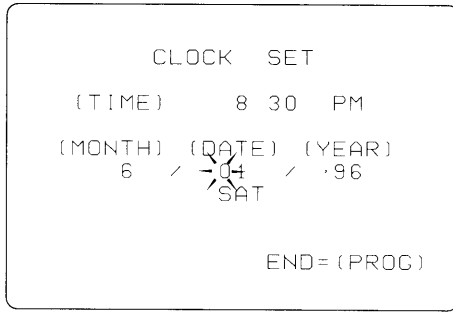 CLOCK SET
(TIME) 8 30 PM
(MONTH) (DATE) (YEAR)
6 / 01 / '96
SAT
END=(PROG)